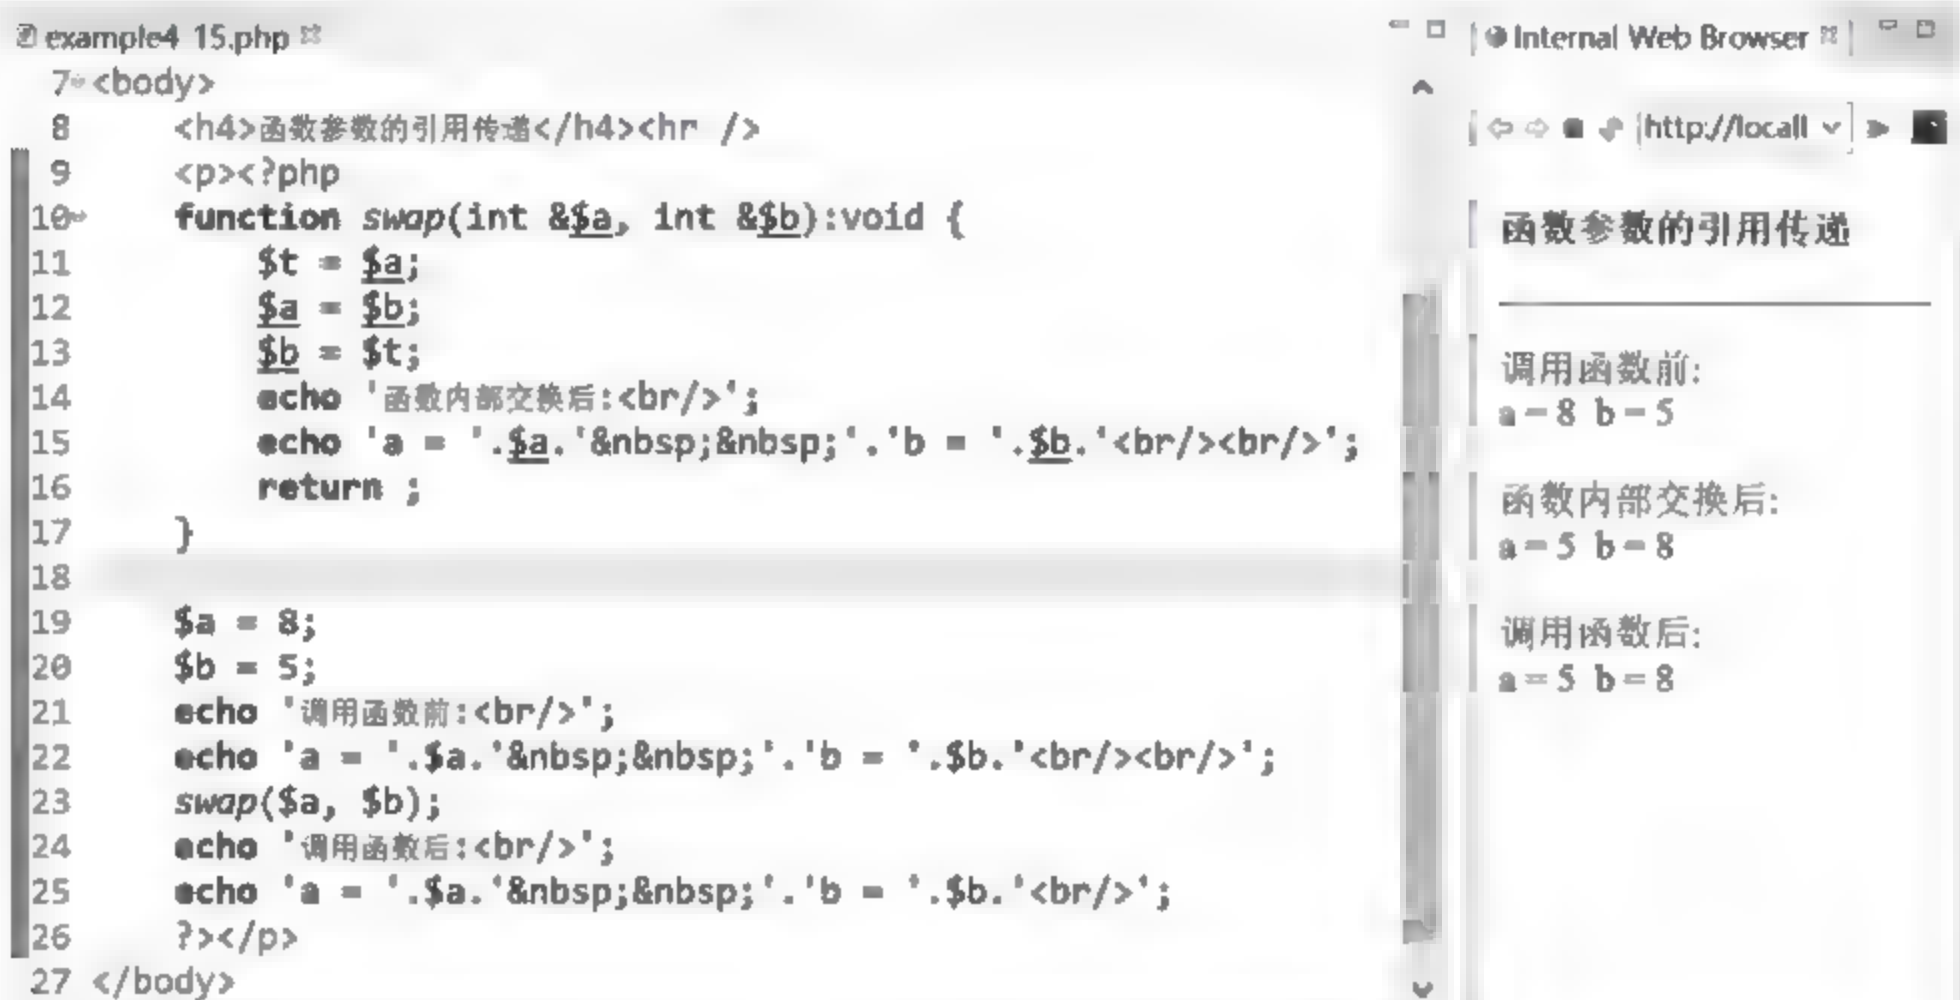 example4_15.php
7 <body>
8 <h4>函数参数的引用传递</h4><hr />
9 <p><?php
10 function swap(int &$a, int &$b):void {
11 $t = $a;
12 $a = $b;
13 $b = $t;
14 echo '函数内部交换后:<br/>';
15 echo 'a = '.$a.'&nbsp;&nbsp;'.'b = '.$b.'<br/><br/>';
16 return ;
17 }
18
19 $a = 8;
20 $b = 5;
21 echo '调用函数前:<br/>';
22 echo 'a = '.$a.'&nbsp;&nbsp;'.'b = '.$b.'<br/><br/>';
23 swap($a, $b);
24 echo '调用函数后:<br/>';
25 echo 'a = '.$a.'&nbsp;&nbsp;'.'b = '.$b.'<br/>';
26 ?></p>
27 </body>
Internal Web Browser
http://locall
函数参数的引用传递
调用函数前:
a = 8 b = 5
函数内部交换后:
a = 5 b = 8
调用函数后:
a = 5 b = 8